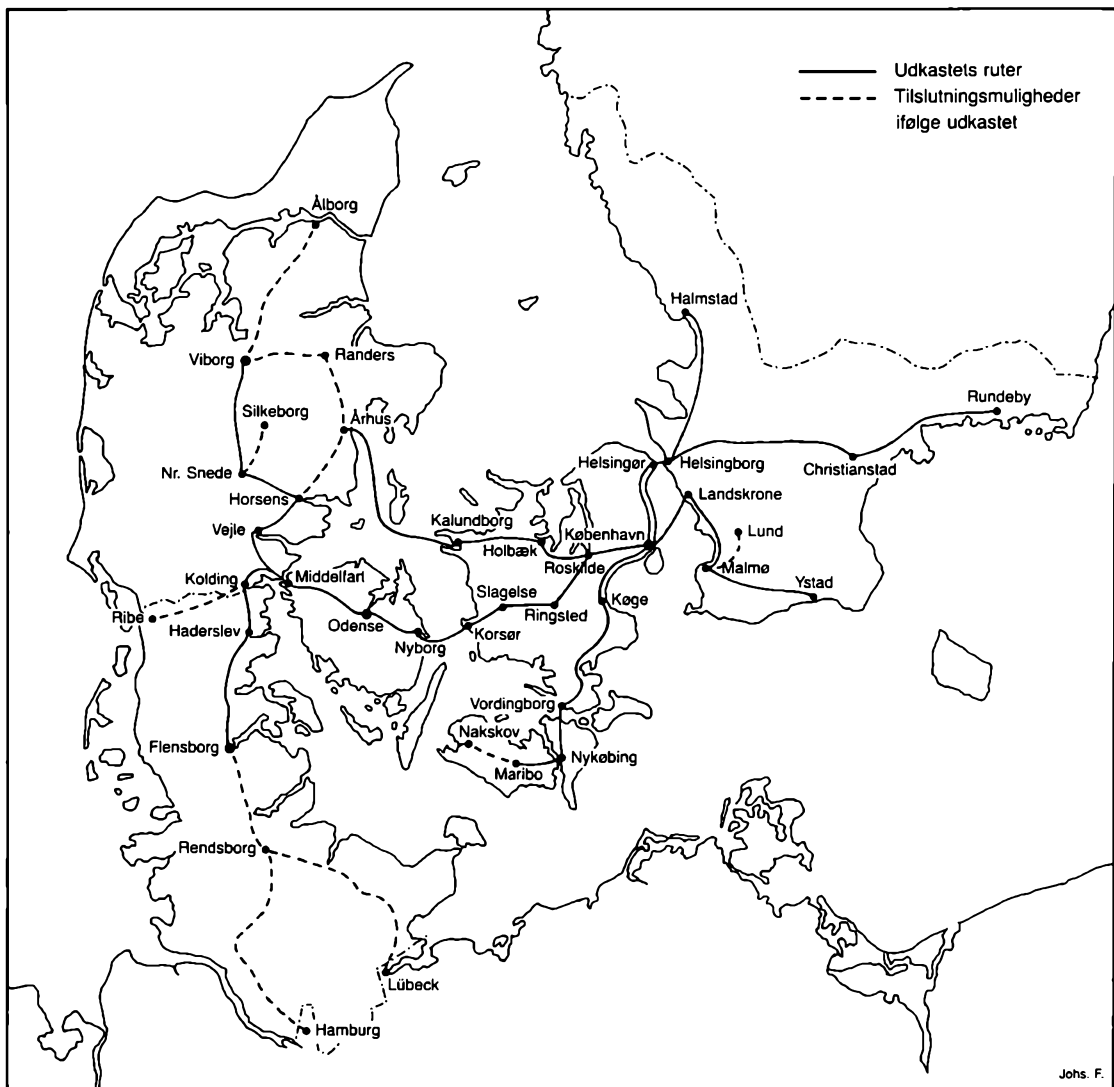 Udkastets ruter
Tilslutningsmuligheder
ifølge udkastet
Ålborg
Halmstad
Viborg
Randers
Rundeby
Silkeborg
Århus
Helsingør
Helsingborg
Christianstad
Nr. Snede
Horsens
Landskrone
Vejle
Kalundborg
København
Lund
Holbæk
Roskilde
Malmø
Kolding
Middelfart
Slagelse
Ystad
Ribe
Køge
Ringsted
Haderslev
Odense
Korsør
Nyborg
Vordingborg
Nakskov
Flensborg
Nykøbing
Maribo
Rendsborg
Lübeck
Hamburg
Johs. F.